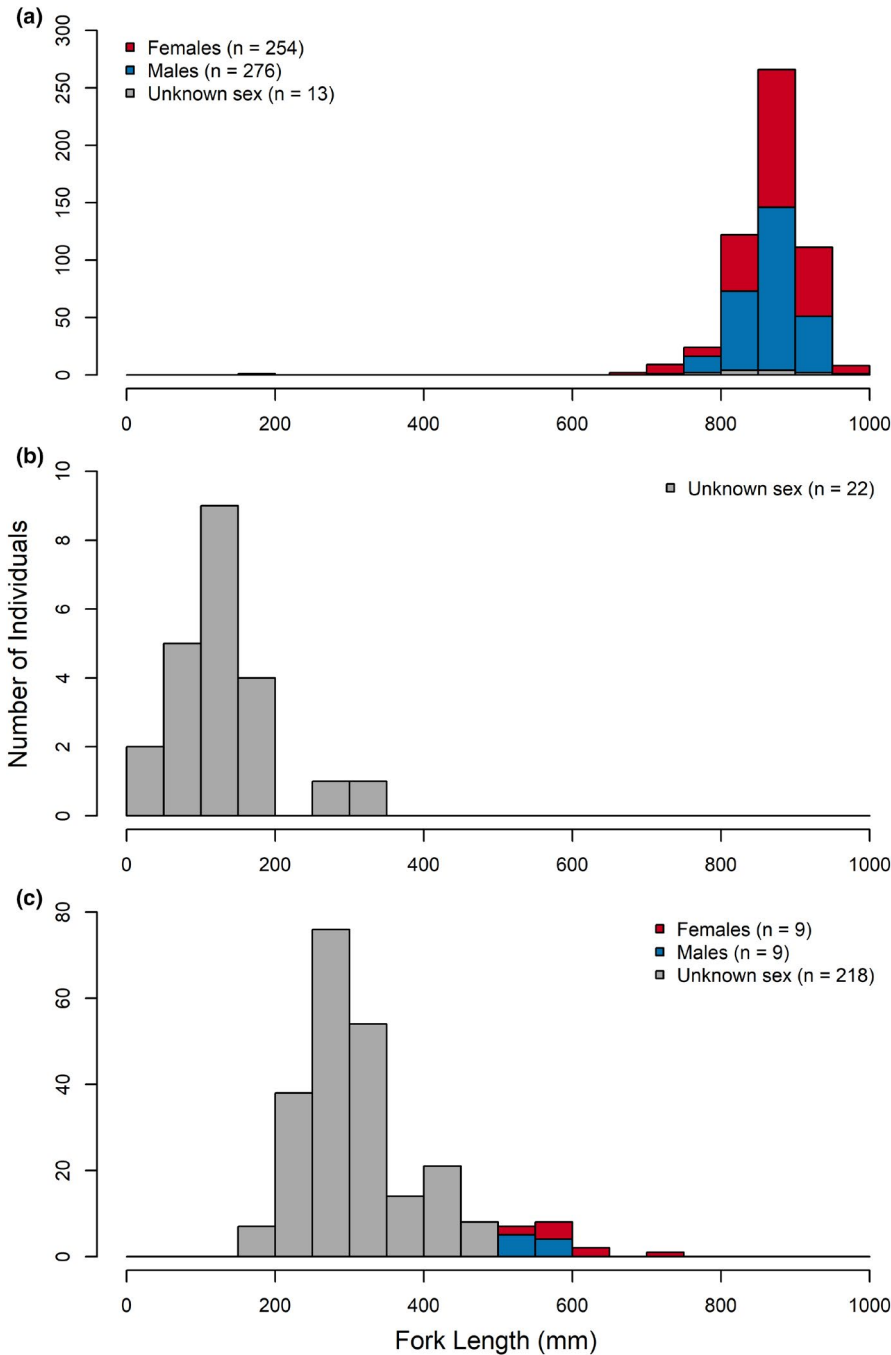 (a)
300
250
200
150
100
50
0
Females (n = 254)
Males (n = 276)
Unknown sex (n = 13)
0 200 400 600 800 1000
(b)
10
8
6
4
2
0
Unknown sex (n = 22)
Number of Individuals
0 200 400 600 800 1000
(c)
80
60
40
20
0
Females (n = 9)
Males (n = 9)
Unknown sex (n = 218)
0 200 400 600 800 1000
Fork Length (mm)